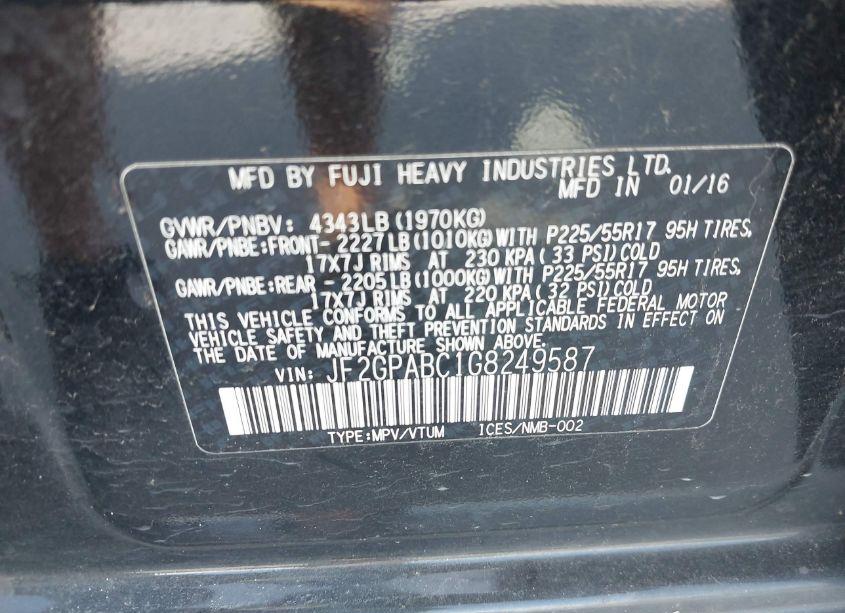 MFD BY FUJI HEAVY INDUSTRIES LTD.
MFD IN 01/16
GVWR/PNBV: 4343LB (1970KG)
GAWR/PNBE:FRONT- 2227LB (1010KG) WITH P225/55R17 95H TIRES,
17X7J RIMS AT 230 KPA ( 33 PSI) COLD
GAWR/PNBE:REAR - 2205LB (1000KG) WITH P225/55R17 95H TIRES,
17X7J RIMS AT 220 KPA ( 32 PSI) COLD
THIS VEHICLE CONFORMS TO ALL APPLICABLE FEDERAL MOTOR
VEHICLE SAFETY AND THEFT PREVENTION STANDARDS IN EFFECT ON
THE DATE OF MANUFACTURE SHOWN ABOVE.
VIN: JF2GPABC1G8249587
TYPE:MPV/VTUM ICES/NMB-002